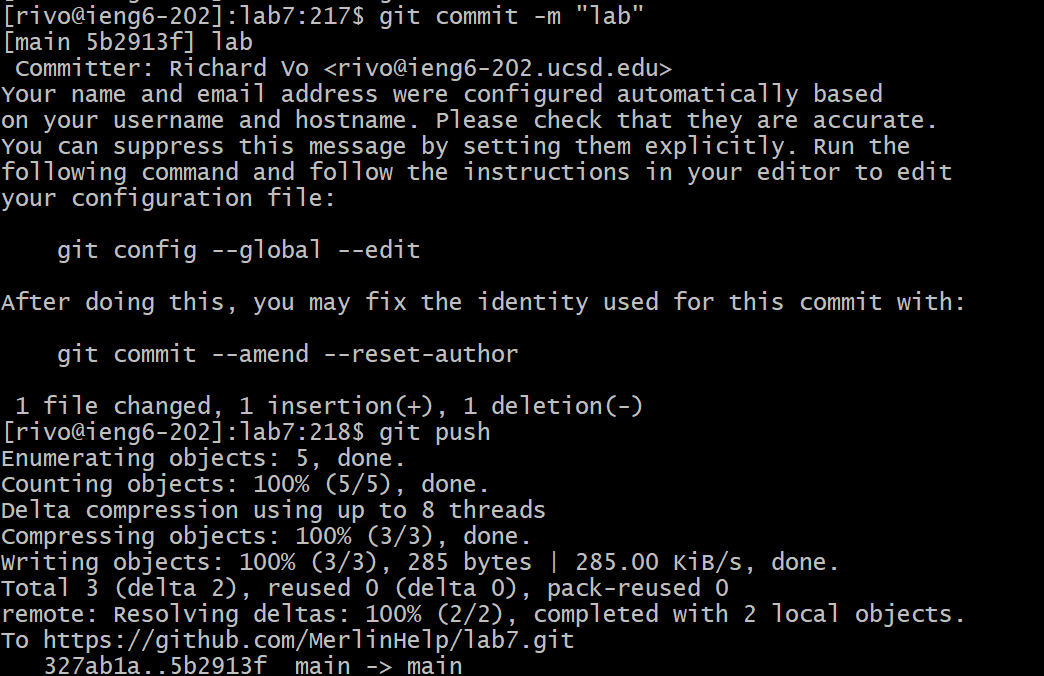 [rivo@ieng6-202]:lab7:217$ git commit -m "lab"
[main 5b2913f] lab
 Committer: Richard Vo <rivo@ieng6-202.ucsd.edu>
Your name and email address were configured automatically based
on your username and hostname. Please check that they are accurate.
You can suppress this message by setting them explicitly. Run the
following command and follow the instructions in your editor to edit
your configuration file:

    git config --global --edit

After doing this, you may fix the identity used for this commit with:

    git commit --amend --reset-author

 1 file changed, 1 insertion(+), 1 deletion(-)
[rivo@ieng6-202]:lab7:218$ git push
Enumerating objects: 5, done.
Counting objects: 100% (5/5), done.
Delta compression using up to 8 threads
Compressing objects: 100% (3/3), done.
Writing objects: 100% (3/3), 285 bytes | 285.00 KiB/s, done.
Total 3 (delta 2), reused 0 (delta 0), pack-reused 0
remote: Resolving deltas: 100% (2/2), completed with 2 local objects.
To https://github.com/MerlinHelp/lab7.git
   327ab1a..5b2913f  main -> main